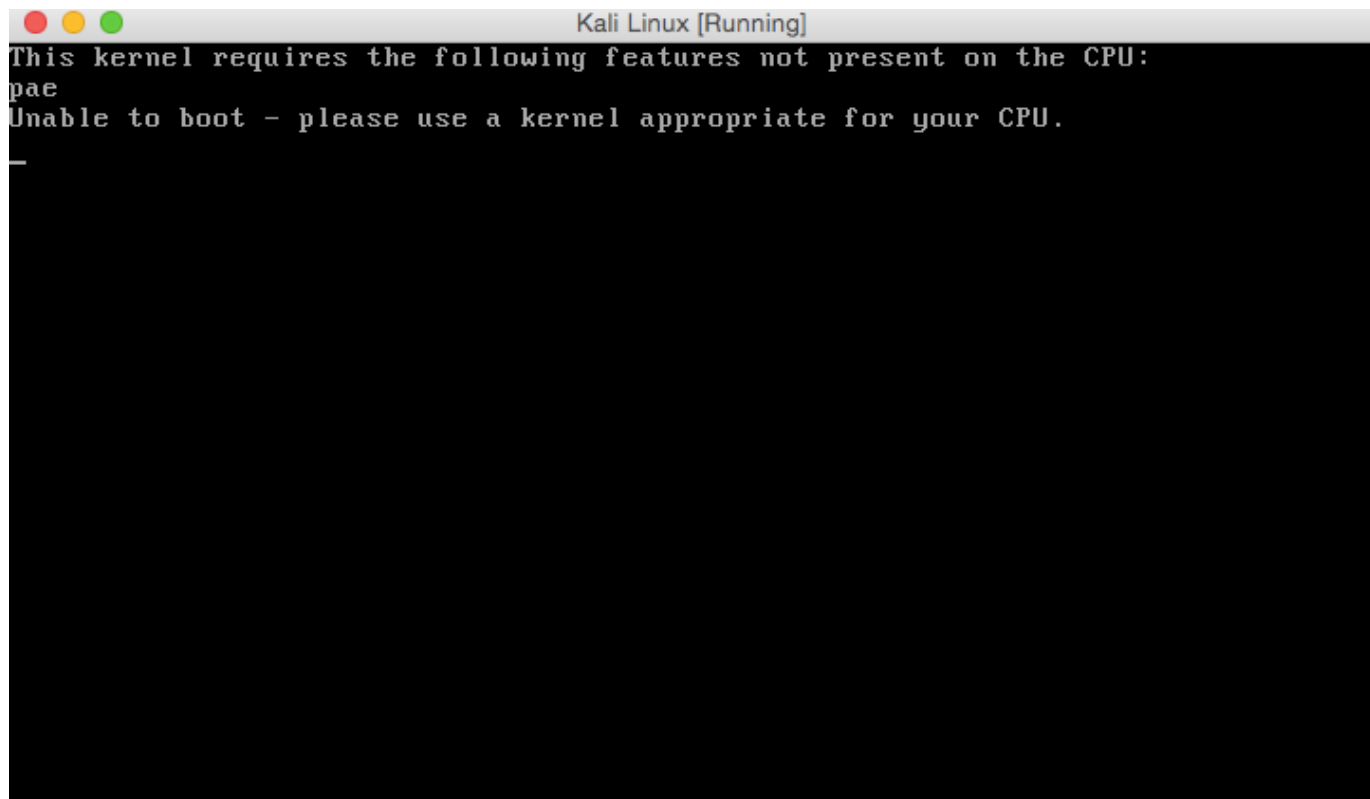 Kali Linux [Running]
This kernel requires the following features not present on the CPU:
pae
Unable to boot - please use a kernel appropriate for your CPU.